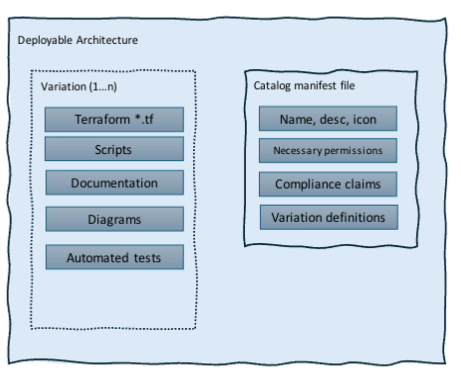 Deployable Architecture
Variation (1...n)
Terraform *.tf
Scripts
Documentation
Diagrams
Automated tests
Catalog manifest file
Name, desc, icon
Necessary permissions
Compliance claims
Variation definitions